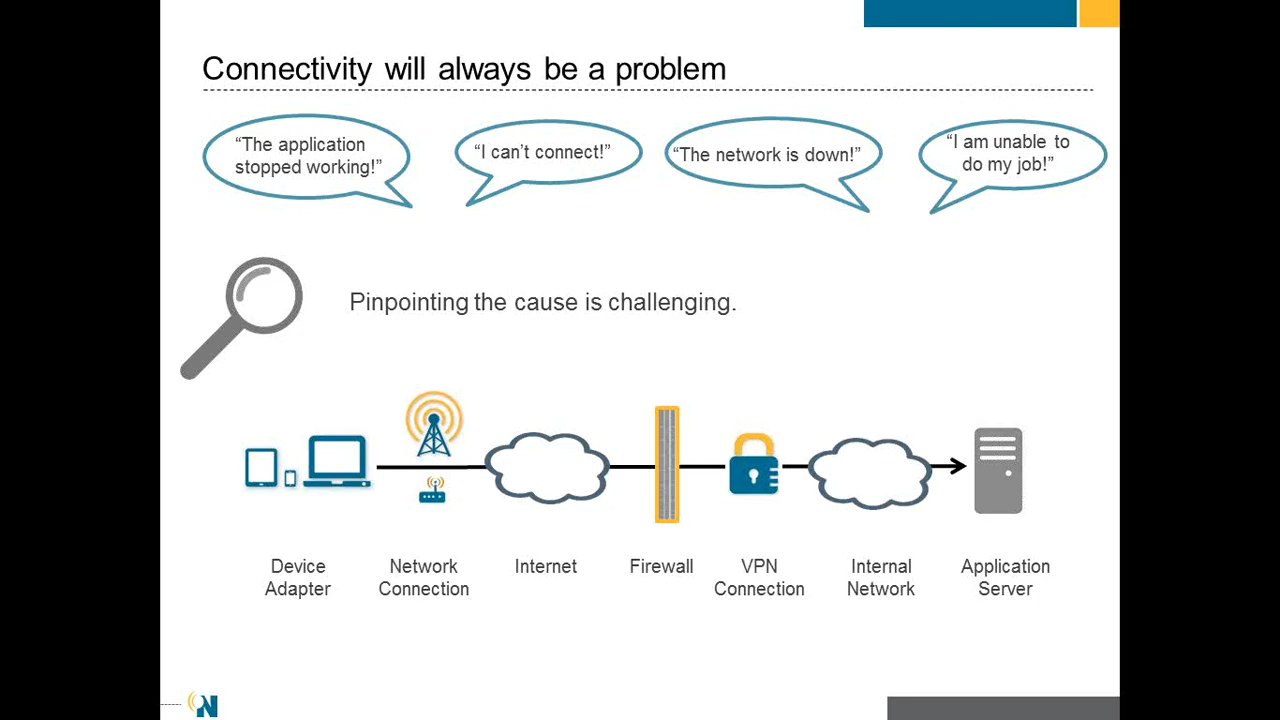 Connectivity will always be a problem
“The application
stopped working!”
“I can’t connect!”
“The network is down!”
“I am unable to
do my job!”
Pinpointing the cause is challenging.
Device
Adapter
Network
Connection
Internet
Firewall
VPN
Connection
Internal
Network
Application
Server
N